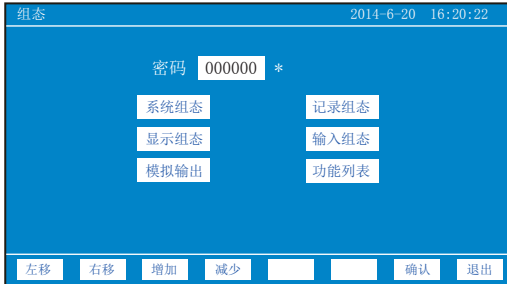 组态 2014-6-20 16:20:22
密码 000000 *
系统组态 记录组态
显示组态 输入组态
模拟输出 功能列表
左移 右移 增加 减少 确认 退出